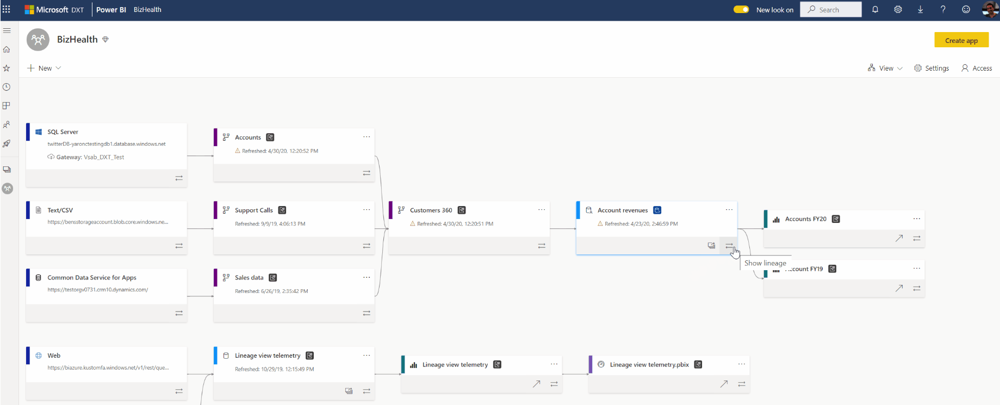 Microsoft DXT Power BI BizHealth New look on Search
BizHealth
Create app
New View Settings Access
SQL Server
twitterDB-yaronctestingdb1.database.windows.net
Gateway: Vsab_DXT_Test
Accounts
Refreshed: 4/30/20, 12:20:52 PM
Text/CSV
https://bensstorageaccount.blob.core.windows.ne...
Support Calls
Refreshed: 9/9/19, 4:06:13 PM
Customers 360
Refreshed: 4/30/20, 12:20:51 PM
Account revenues
Refreshed: 4/23/20, 2:46:59 PM
Accounts FY20
Show lineage
Account FY19
Common Data Service for Apps
https://testorgv0731.crm10.dynamics.com/
Sales data
Refreshed: 6/26/19, 2:35:42 PM
Web
https://biazure.kustomfa.windows.net/v1/rest/que...
Lineage view telemetry
Refreshed: 10/29/19, 12:15:49 PM
Lineage view telemetry
Lineage view telemetry.pbix